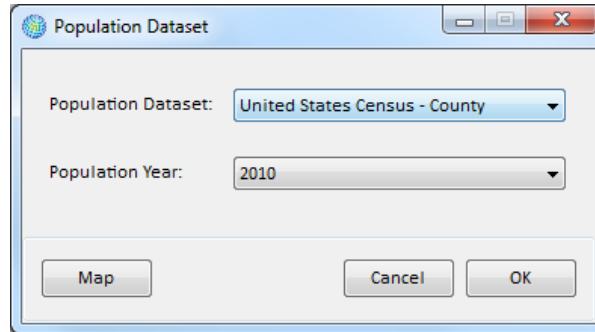 Population Dataset
Population Dataset: United States Census - County
Population Year: 2010
Map Cancel OK